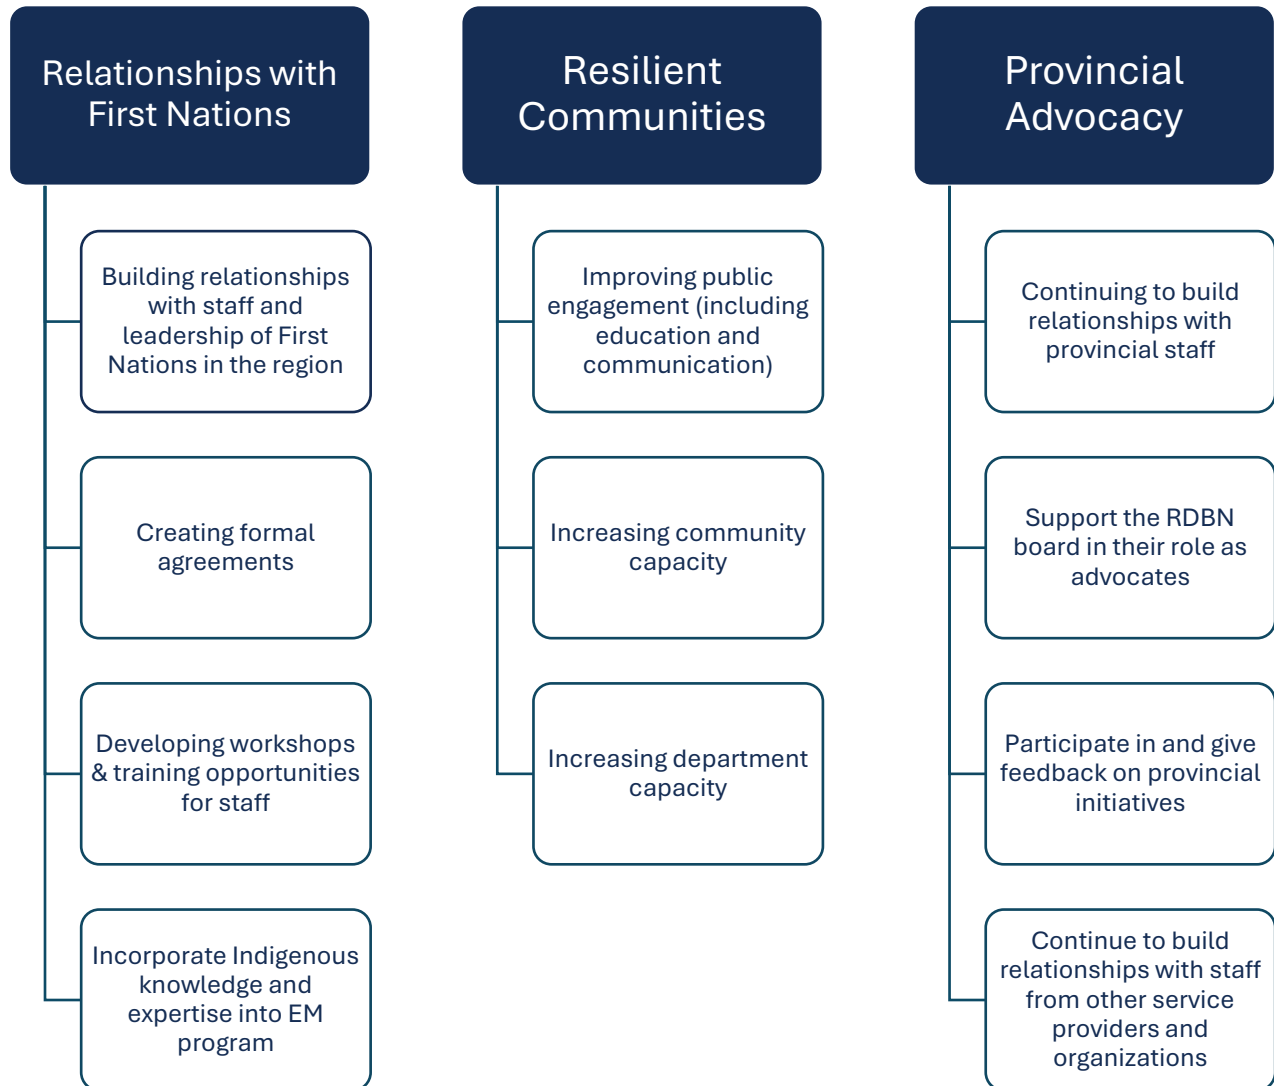 Relationships with
First Nations
Building relationships
with staff and
leadership of First
Nations in the region
Creating formal
agreements
Developing workshops
& training opportunities
for staff
Incorporate Indigenous
knowledge and
expertise into EM
program
Resilient
Communities
Improving public
engagement (including
education and
communication)
Increasing community
capacity
Increasing department
capacity
Provincial
Advocacy
Continuing to build
relationships with
provincial staff
Support the RDBN
board in their role as
advocates
Participate in and give
feedback on provincial
initiatives
Continue to build
relationships with staff
from other service
providers and
organizations